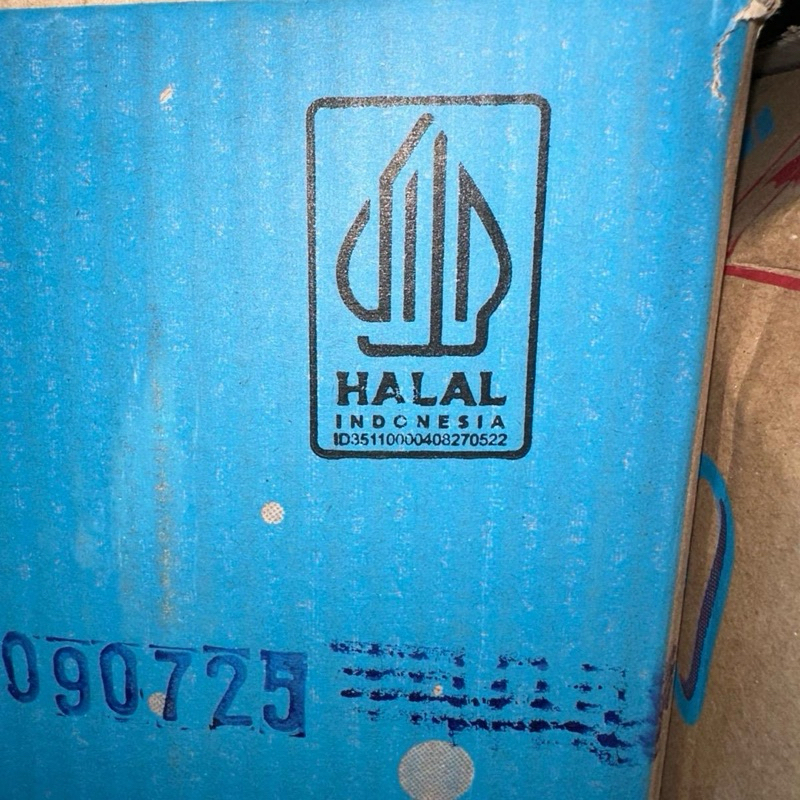 HALAL
INDONESIA
ID35110000408270522
090725